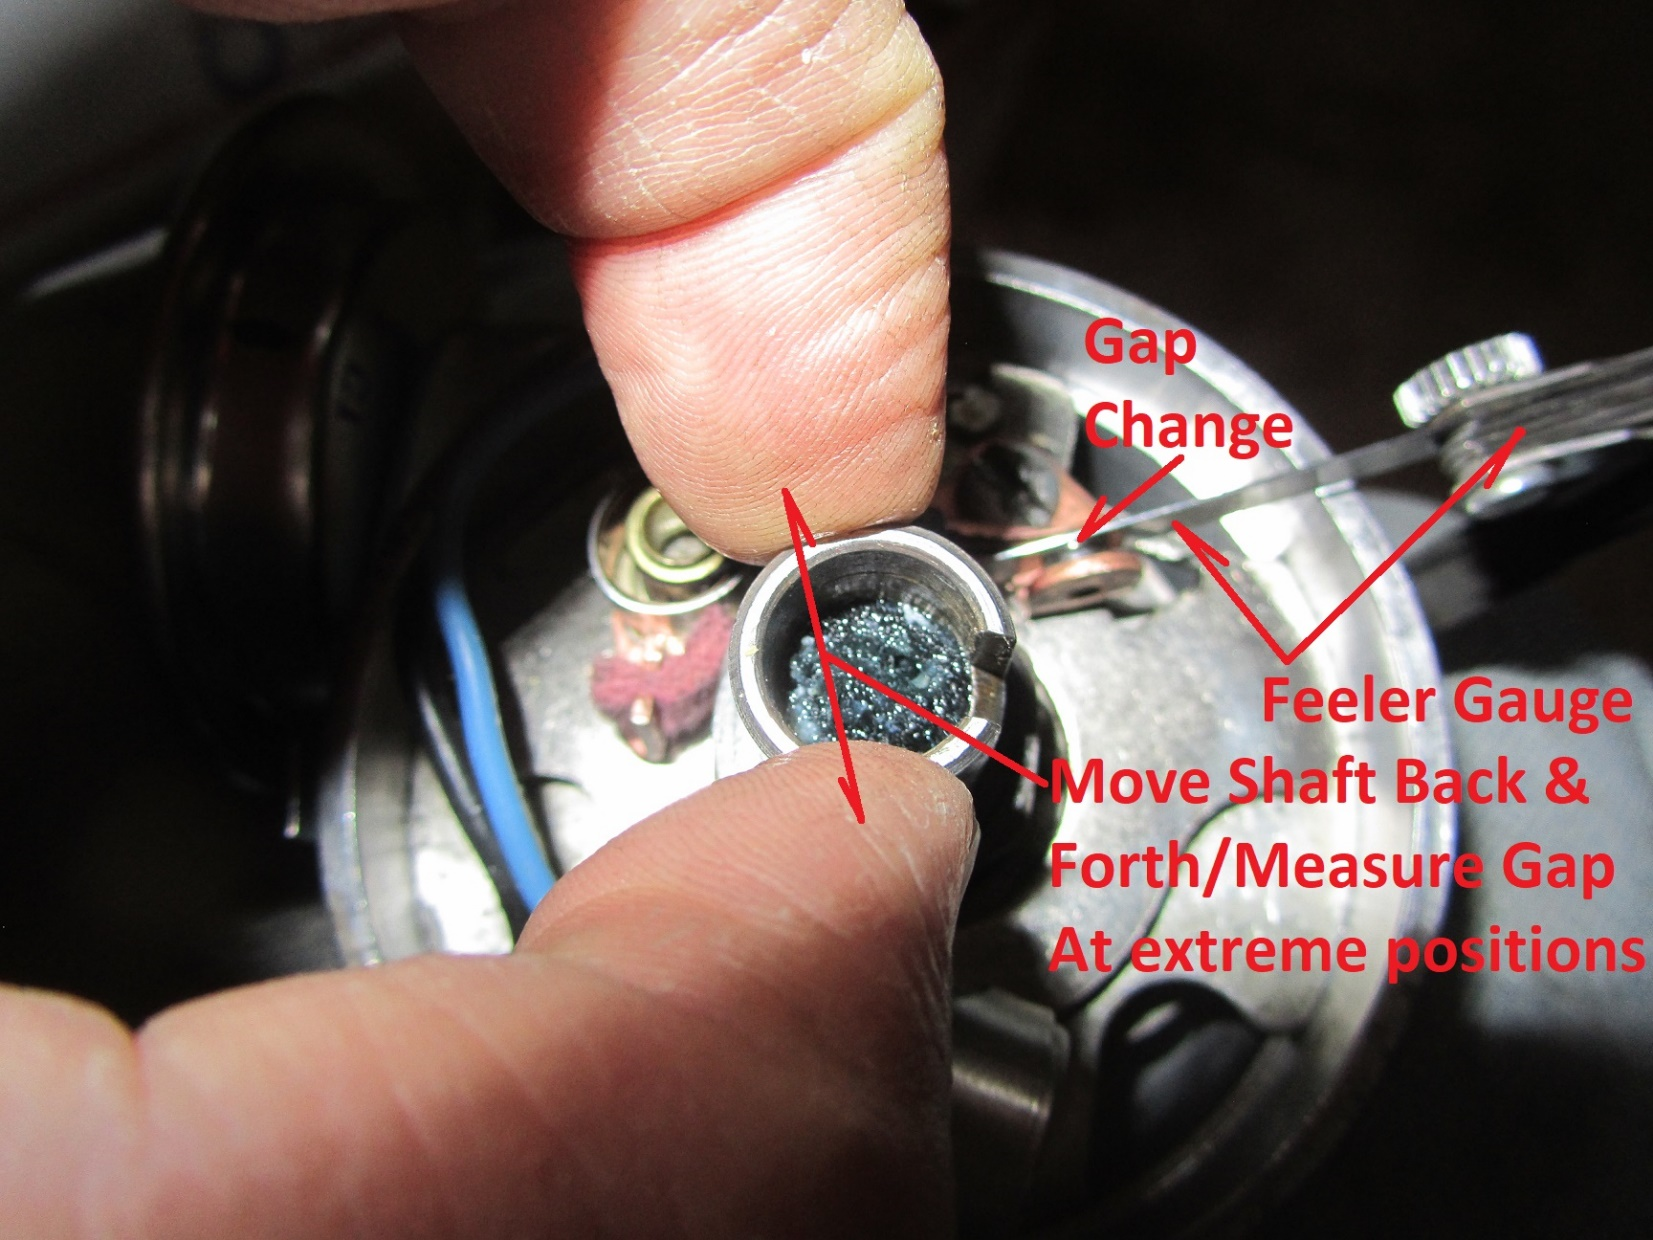 Gap
Change
Feeler Gauge
Move Shaft Back &
Forth/Measure Gap
At extreme positions